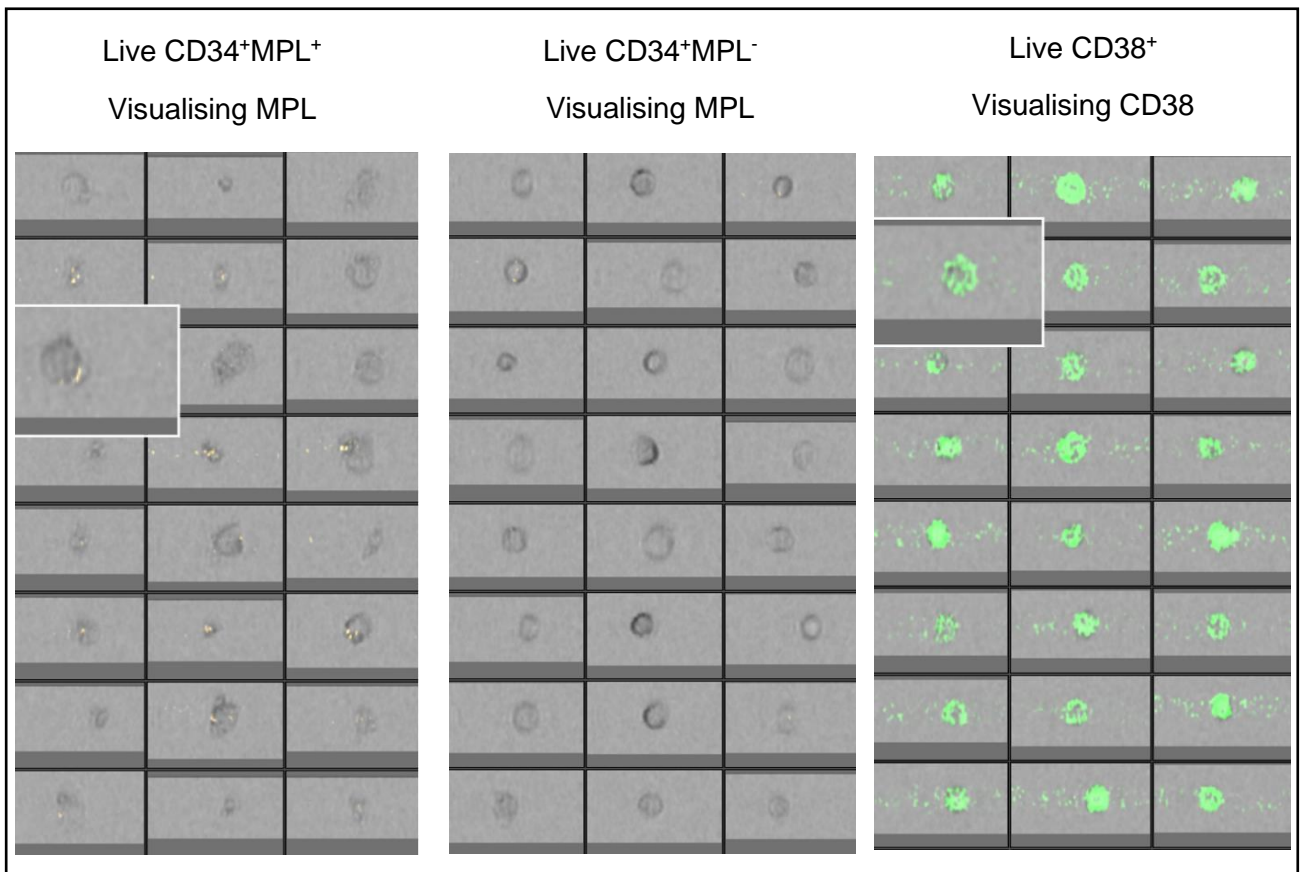 Live CD34⁺MPL⁺
Visualising MPL
Live CD34⁺MPL⁻
Visualising MPL
Live CD38⁺
Visualising CD38